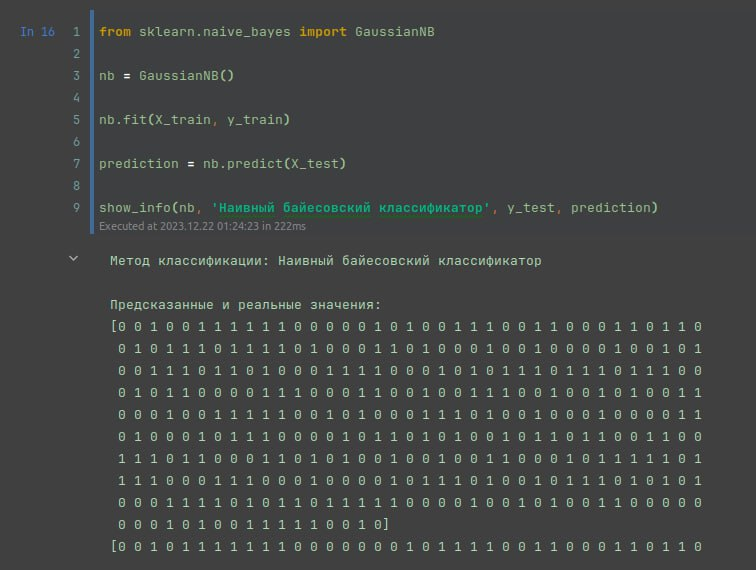 In 16
1 from sklearn.naive_bayes import GaussianNB
2
3 nb = GaussianNB()
4
5 nb.fit(X_train, y_train)
6
7 prediction = nb.predict(X_test)
8
9 show_info(nb, 'Наивный байесовский классификатор', y_test, prediction)
Executed at 2023.12.22 01:24:23 in 222ms
Метод классификации: Наивный байесовский классификатор
Предсказанные и реальные значения:
[0 0 1 0 0 1 1 1 1 1 1 0 0 0 0 0 1 0 1 0 0 1 1 1 0 0 1 1 0 0 0 1 1 0 1 1 0
0 1 0 1 1 1 0 1 1 1 1 0 1 0 0 0 1 1 0 1 0 0 0 1 0 0 1 0 0 0 0 1 0 0 1 0 1
0 0 1 1 1 0 1 1 0 1 0 0 0 1 1 1 1 0 0 0 1 0 1 0 1 1 1 0 1 1 1 0 1 1 1 0 0
0 1 0 1 1 0 0 0 0 1 1 1 0 0 0 1 1 0 0 1 0 0 1 1 1 0 0 1 0 0 1 0 1 0 0 1 1
0 0 0 1 0 0 1 1 1 1 1 0 0 1 0 1 0 0 0 1 1 1 0 1 0 0 1 0 0 0 1 0 0 0 0 1 1
0 1 0 0 0 1 0 1 1 1 0 0 0 0 1 0 1 1 0 1 0 1 0 0 1 0 1 1 0 1 1 0 1 1 0 0
1 1 1 0 1 1 0 0 0 1 1 0 1 0 1 0 0 1 0 0 1 0 0 1 1 0 0 0 1 0 1 1 1 1 1 0 1
1 1 1 0 0 0 1 1 1 0 0 0 1 0 0 0 0 1 0 1 1 1 0 1 0 0 1 0 1 0 1 1 1 0 1 0 1 0 1
0 0 0 1 1 1 1 0 1 0 1 1 0 1 1 1 1 1 0 0 0 0 1 0 0 1 0 1 0 0 1 1 0 0 0 0 0
0 0 0 1 0 1 0 0 1 1 1 1 1 0 0 1 0]
[0 0 1 0 1 1 1 1 1 1 1 0 0 0 0 0 0 0 1 0 1 1 1 1 0 0 1 1 0 0 0 1 1 0 1 1 0